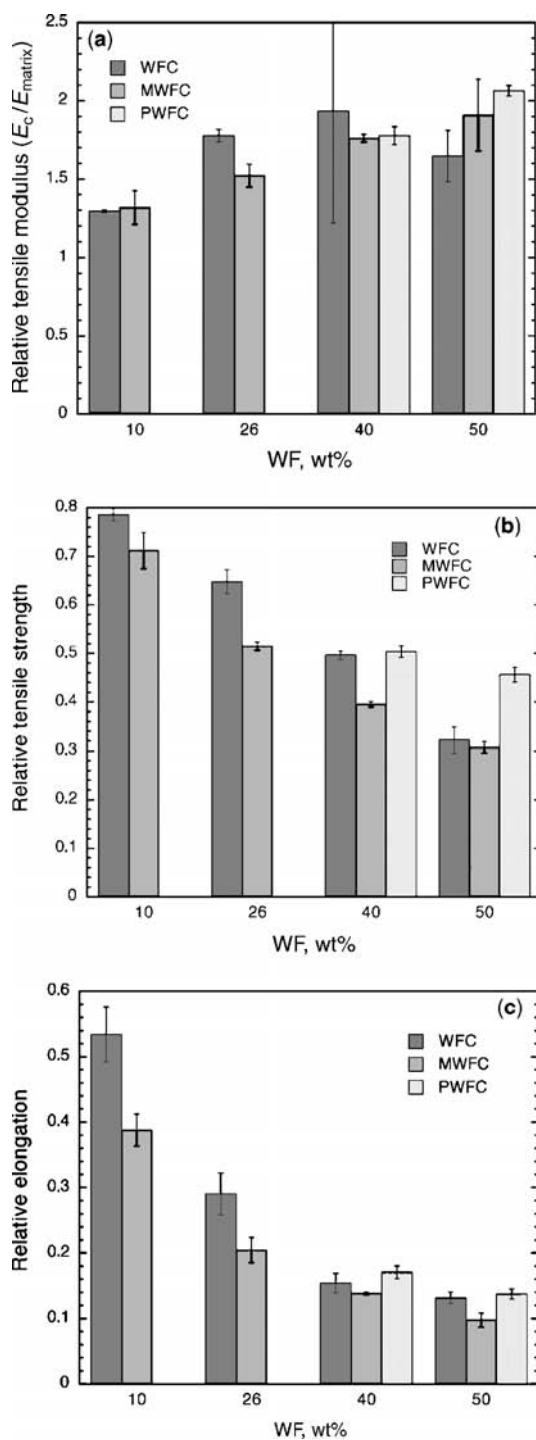 (a)
WFC
MWFC
PWFC
Relative tensile modulus (Ec/Ematrix)
2.5
2
1.5
1
0.5
0
10 26 40 50
WF, wt%
(b)
WFC
MWFC
PWFC
Relative tensile strength
0.8
0.7
0.6
0.5
0.4
0.3
0.2
0.1
0
10 26 40 50
WF, wt%
(c)
WFC
MWFC
PWFC
Relative elongation
0.6
0.5
0.4
0.3
0.2
0.1
0
10 26 40 50
WF, wt%